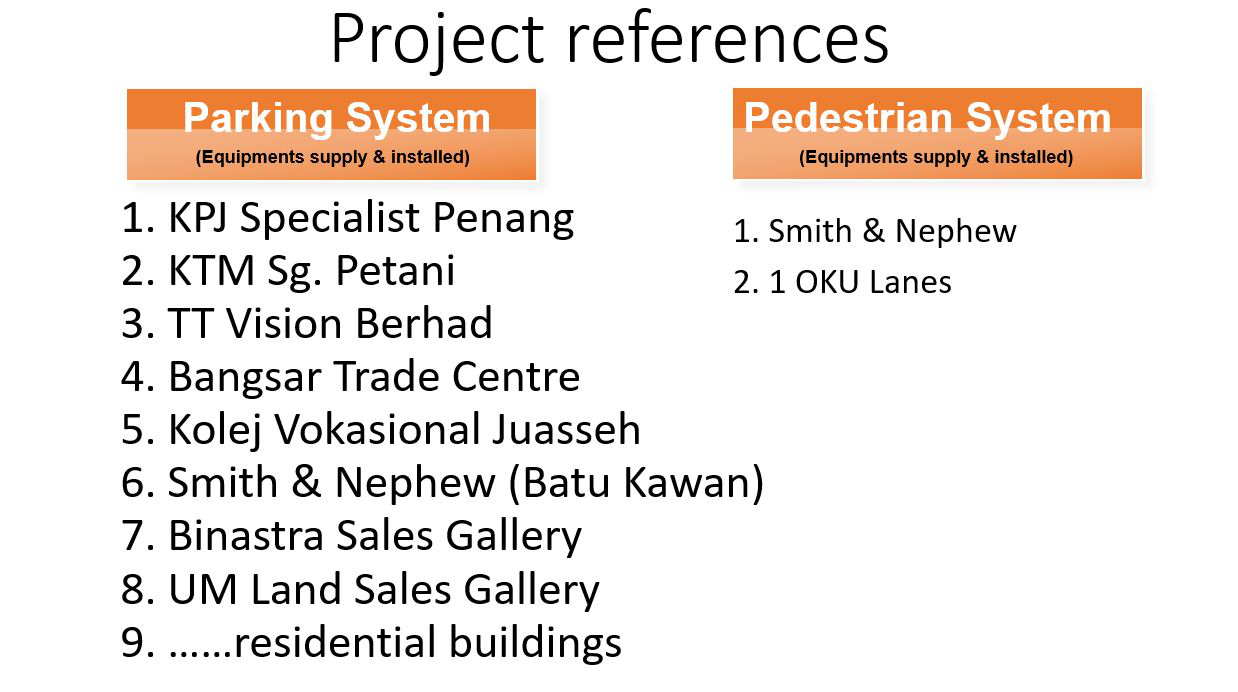 Project references
Parking System
(Equipments supply & installed)
1. KPJ Specialist Penang
2. KTM Sg. Petani
3. TT Vision Berhad
4. Bangsar Trade Centre
5. Kolej Vokasional Juasseh
6. Smith & Nephew (Batu Kawan)
7. Binastra Sales Gallery
8. UM Land Sales Gallery
9. ......residential buildings
Pedestrian System
(Equipments supply & installed)
1. Smith & Nephew
2. 1 OKU Lanes